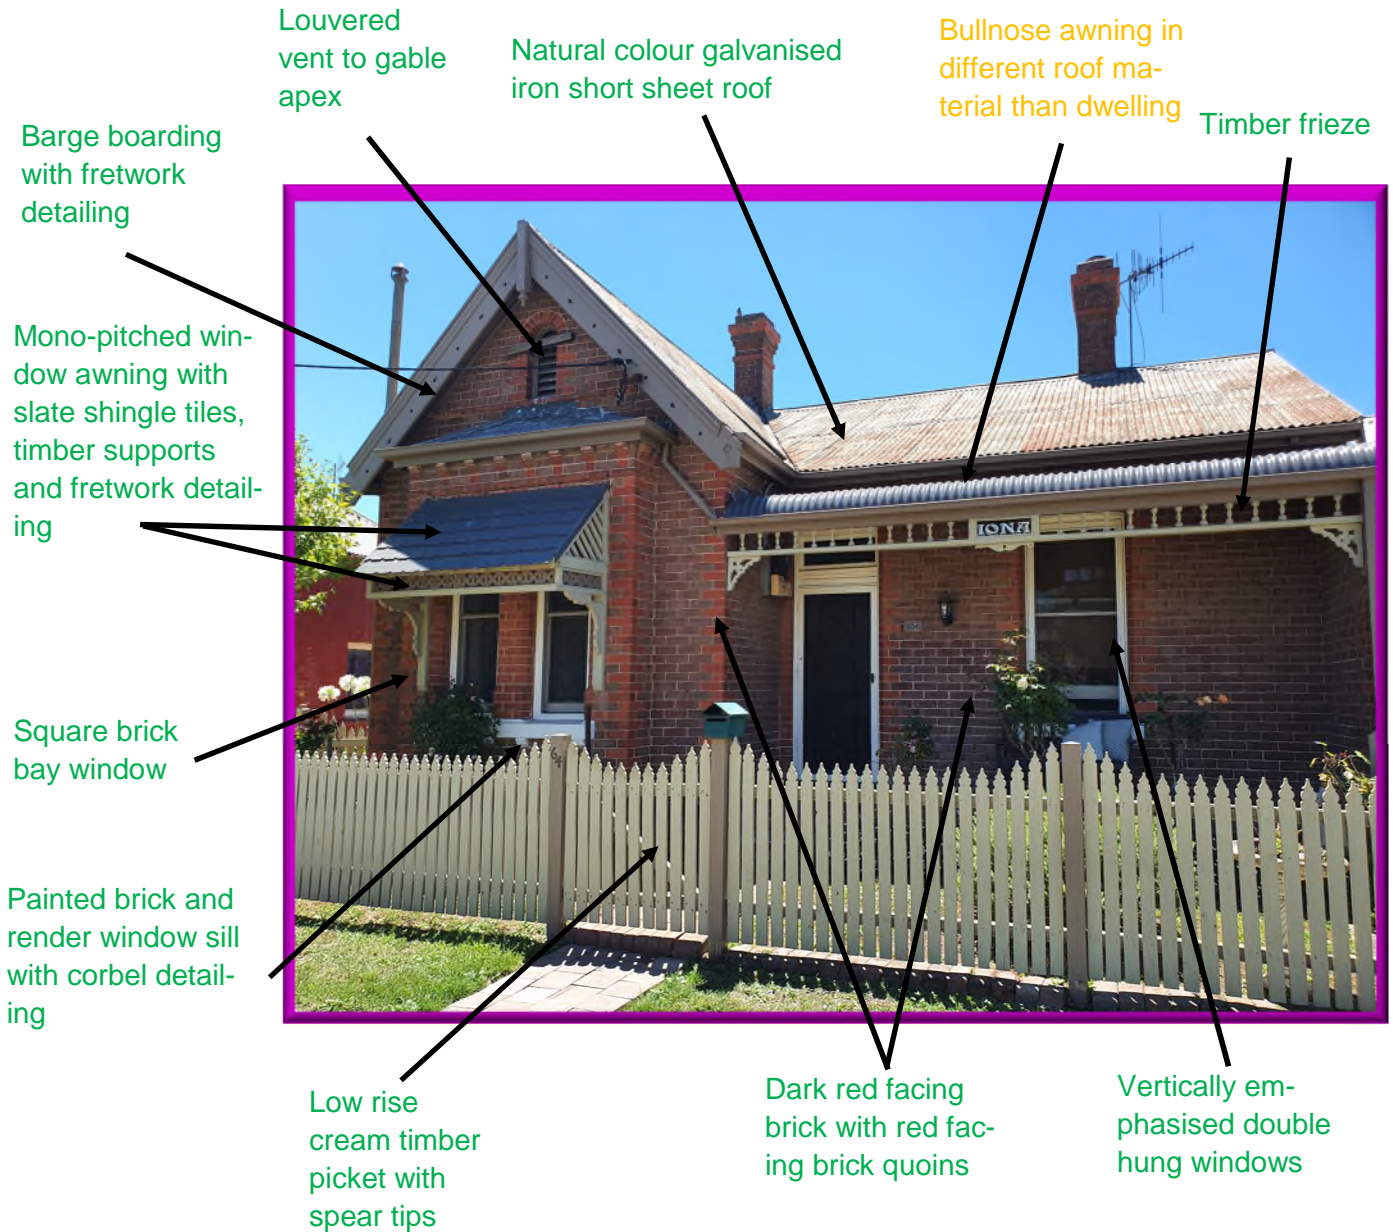 Louvered
vent to gable
apex
Natural colour galvanised
iron short sheet roof
Bullnose awning in
different roof ma-
terial than dwelling
Timber frieze
Barge boarding
with fretwork
detailing
Mono-pitched win-
dow awning with
slate shingle tiles,
timber supports
and fretwork detail-
ing
IONA
Square brick
bay window
64
Painted brick and
render window sill
with corbel detail-
ing
Low rise
cream timber
picket with
spear tips
Dark red facing
brick with red fac-
ing brick quoins
Vertically em-
phasised double
hung windows